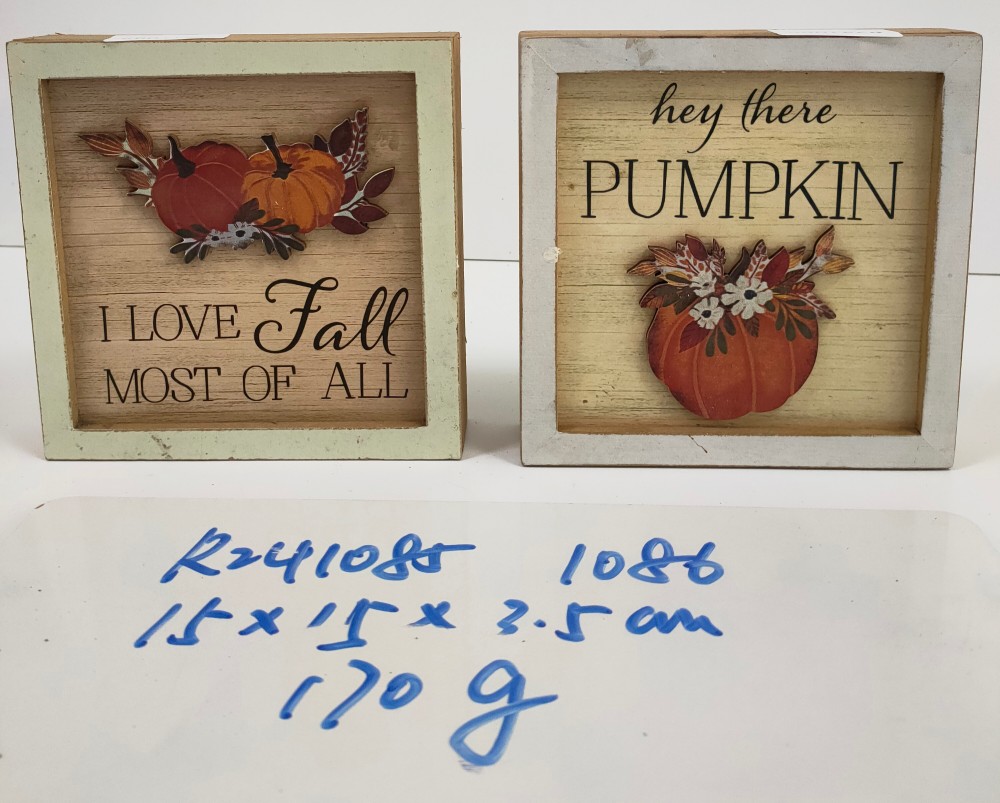 I LOVE Fall
MOST OF ALL
hey there
PUMPKIN
R241085 1086
15 x 15 x 3.5 cm
170 g